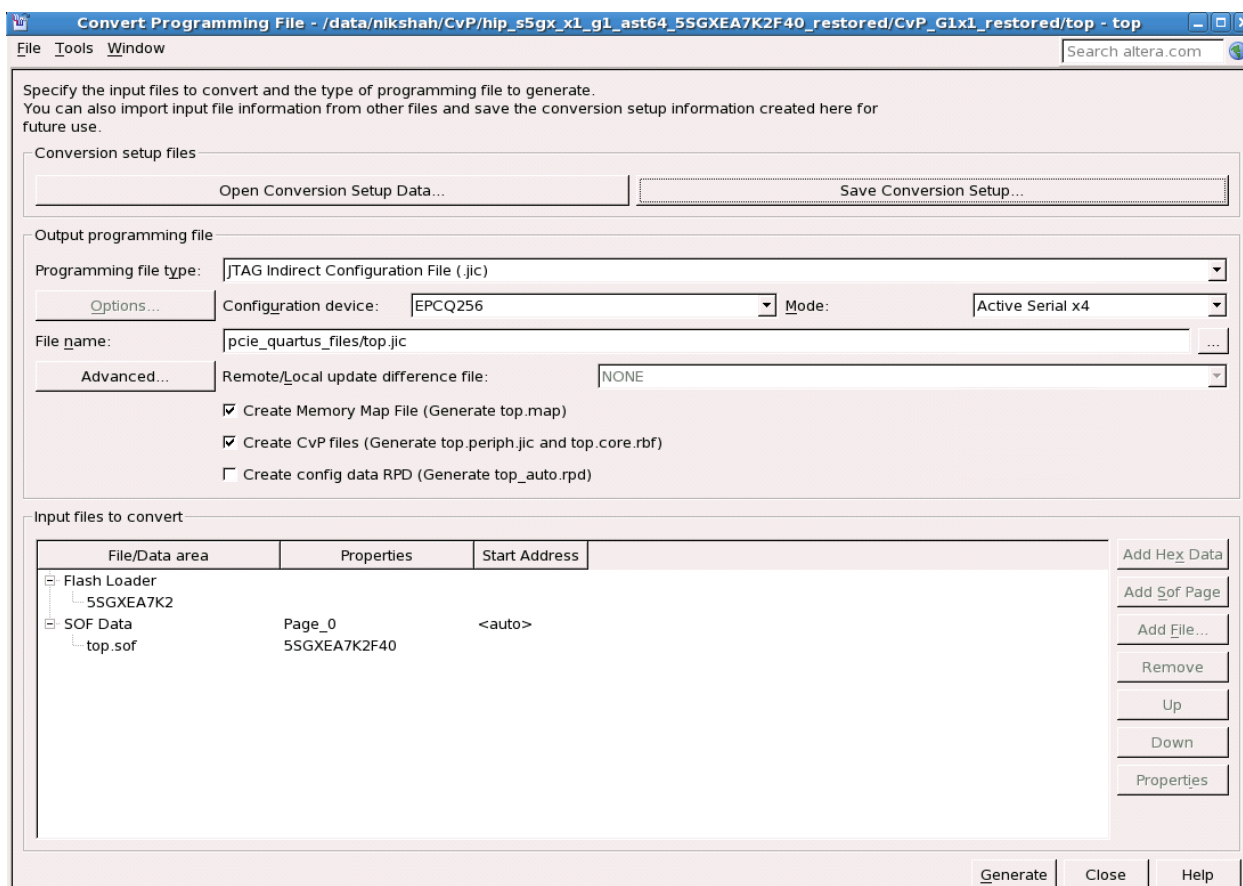 Convert Programming File - /data/nikshah/CvP/hip_s5gx_x1_g1_ast64_5SGXEA7K2F40_restored/CvP_G1x1_restored/top - top
File Tools Window
Search altera.com
Specify the input files to convert and the type of programming file to generate.
You can also import input file information from other files and save the conversion setup information created here for
future use.
Conversion setup files
Open Conversion Setup Data... Save Conversion Setup...
Output programming file
Programming file type: JTAG Indirect Configuration File (.jic)
Options... Configuration device: EPCQ256 Mode: Active Serial x4
File name: pcie_quartus_files/top.jic ...
Advanced... Remote/Local update difference file: NONE
Create Memory Map File (Generate top.map)
Create CvP files (Generate top.periph.jic and top.core.rbf)
Create config data RPD (Generate top_auto.rpd)
Input files to convert
File/Data area Properties Start Address
Add Hex Data
Flash Loader
5SGXEA7K2
Add Sof Page
SOF Data Page_0 <auto>
Add File...
top.sof 5SGXEA7K2F40
Remove
Up
Down
Properties
Generate Close Help